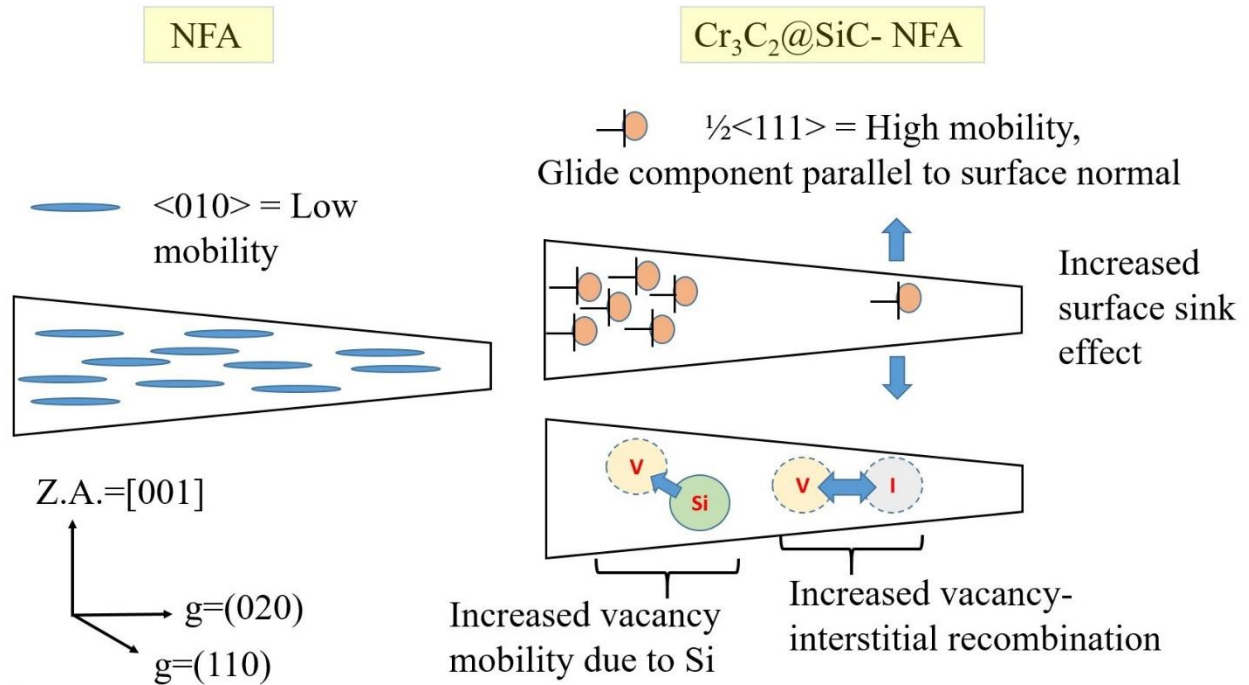 NFA
<010> = Low
mobility
Z.A.=[001]
g=(020)
g=(110)
Cr₃C₂@SiC- NFA
½<111> = High mobility,
Glide component parallel to surface normal
Increased
surface sink
effect
V
Si
V
I
Increased vacancy
mobility due to Si
Increased vacancy-
interstitial recombination